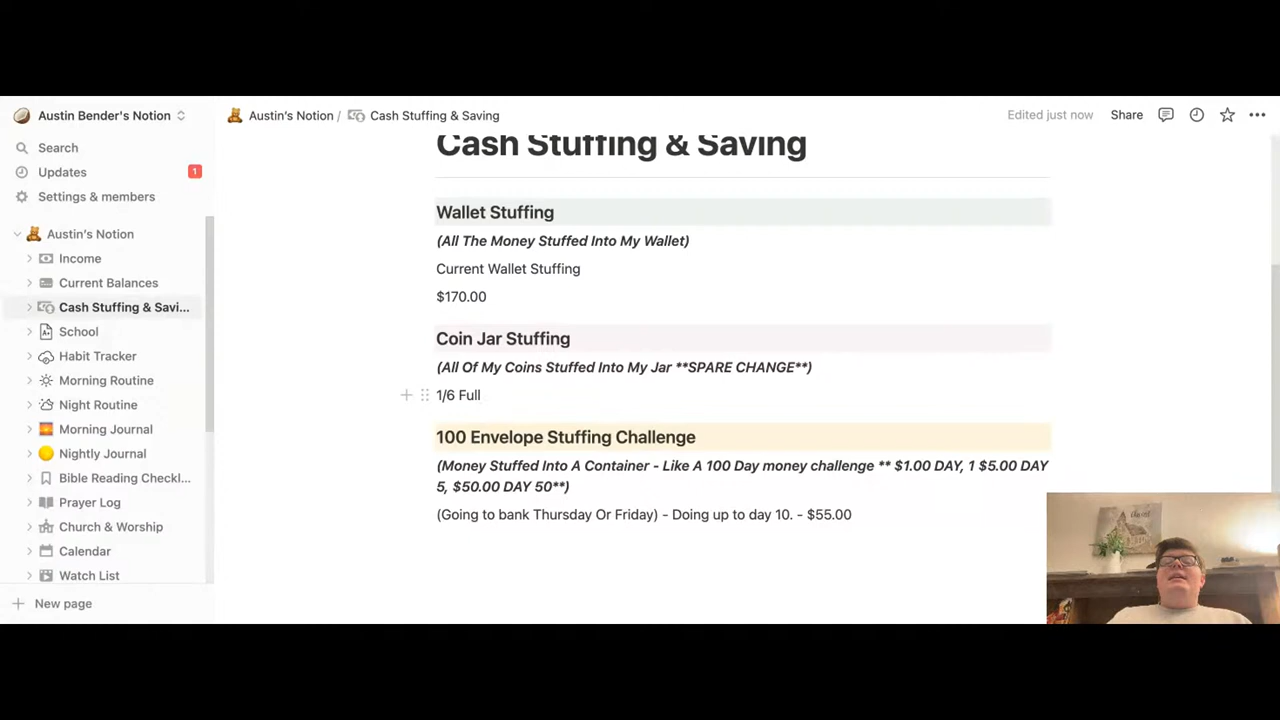 Austin Bender's Notion
Austin's Notion / Cash Stuffing & Saving
Edited just now
Share
Search
Updates
1
Settings & members
Austin's Notion
Income
Current Balances
Cash Stuffing & Savi...
School
Habit Tracker
Morning Routine
Night Routine
Morning Journal
Nightly Journal
Bible Reading Checkl...
Prayer Log
Church & Worship
Calendar
Watch List
New page
Cash Stuffing & Saving
Wallet Stuffing
(All The Money Stuffed Into My Wallet)
Current Wallet Stuffing
$170.00
Coin Jar Stuffing
(All Of My Coins Stuffed Into My Jar **SPARE CHANGE**)
1/6 Full
100 Envelope Stuffing Challenge
(Money Stuffed Into A Container - Like A 100 Day money challenge ** $1.00 DAY, 1 $5.00 DAY
5, $50.00 DAY 50**)
(Going to bank Thursday Or Friday) - Doing up to day 10. - $55.00